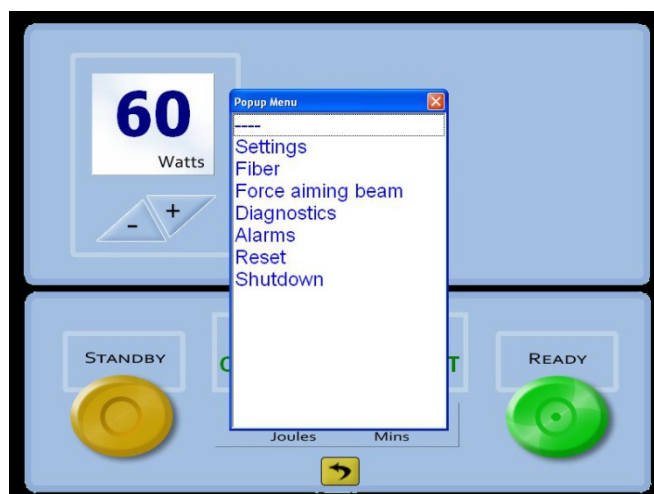 60
Watts
-
+
Popup Menu
----
Settings
Fiber
Force aiming beam
Diagnostics
Alarms
Reset
Shutdown
STANDBY
READY
Joules
Mins